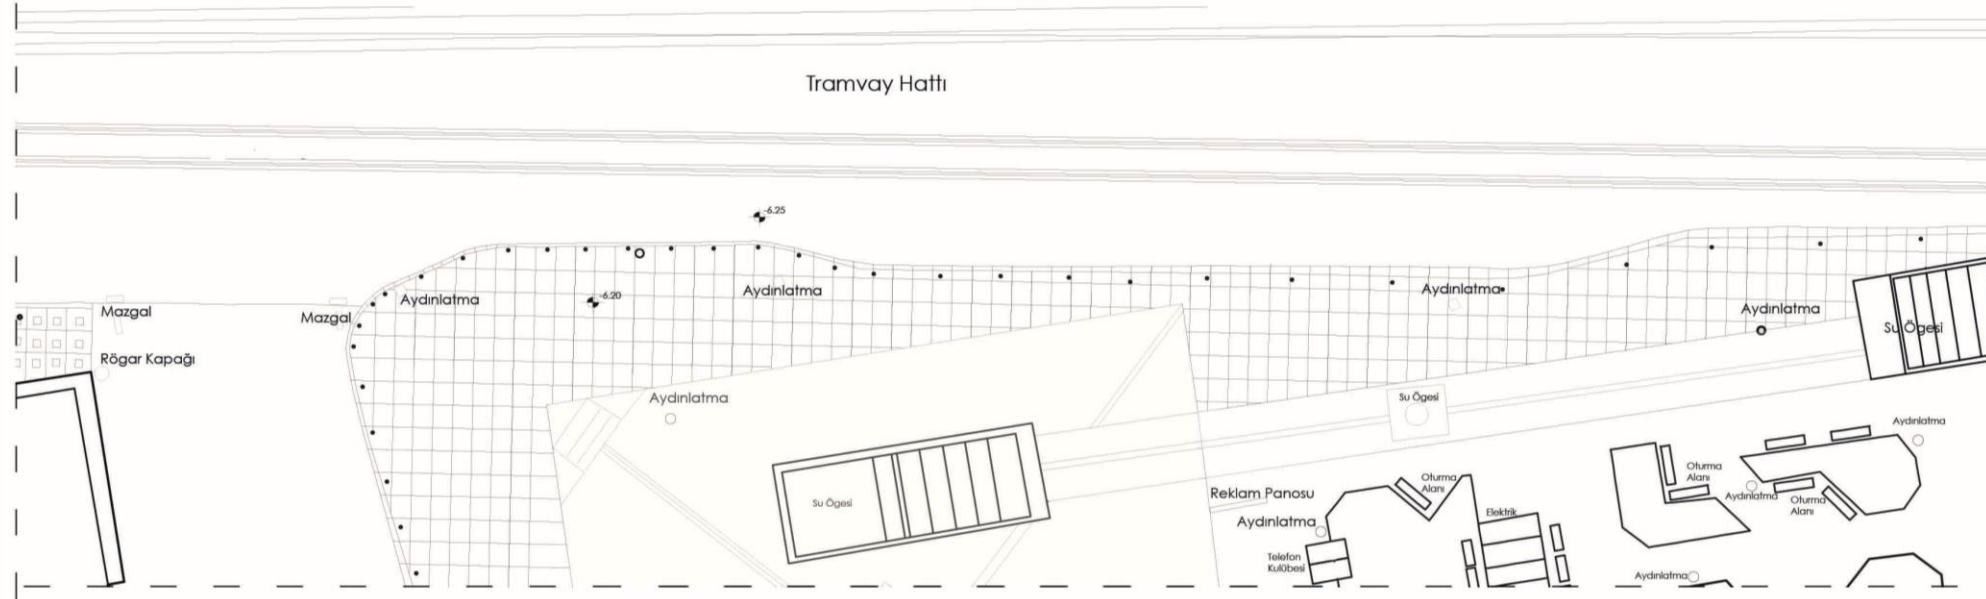 Tramvay Hattı
-6.25
-6.20
Aydınlatma
Aydınlatma
Aydınlatma
Aydınlatma
Mazgal
Mazgal
Su Ögesi
Rögar Kapağı
Aydınlatma
Su Ögesi
Aydınlatma
Oturma
Alanı
Oturma
Alanı
Reklam Panosu
Aydınlatma
Oturma
Alanı
Su Ögesi
Elektrik
Aydınlatma
Telefon
Kulübesi
Aydınlatma